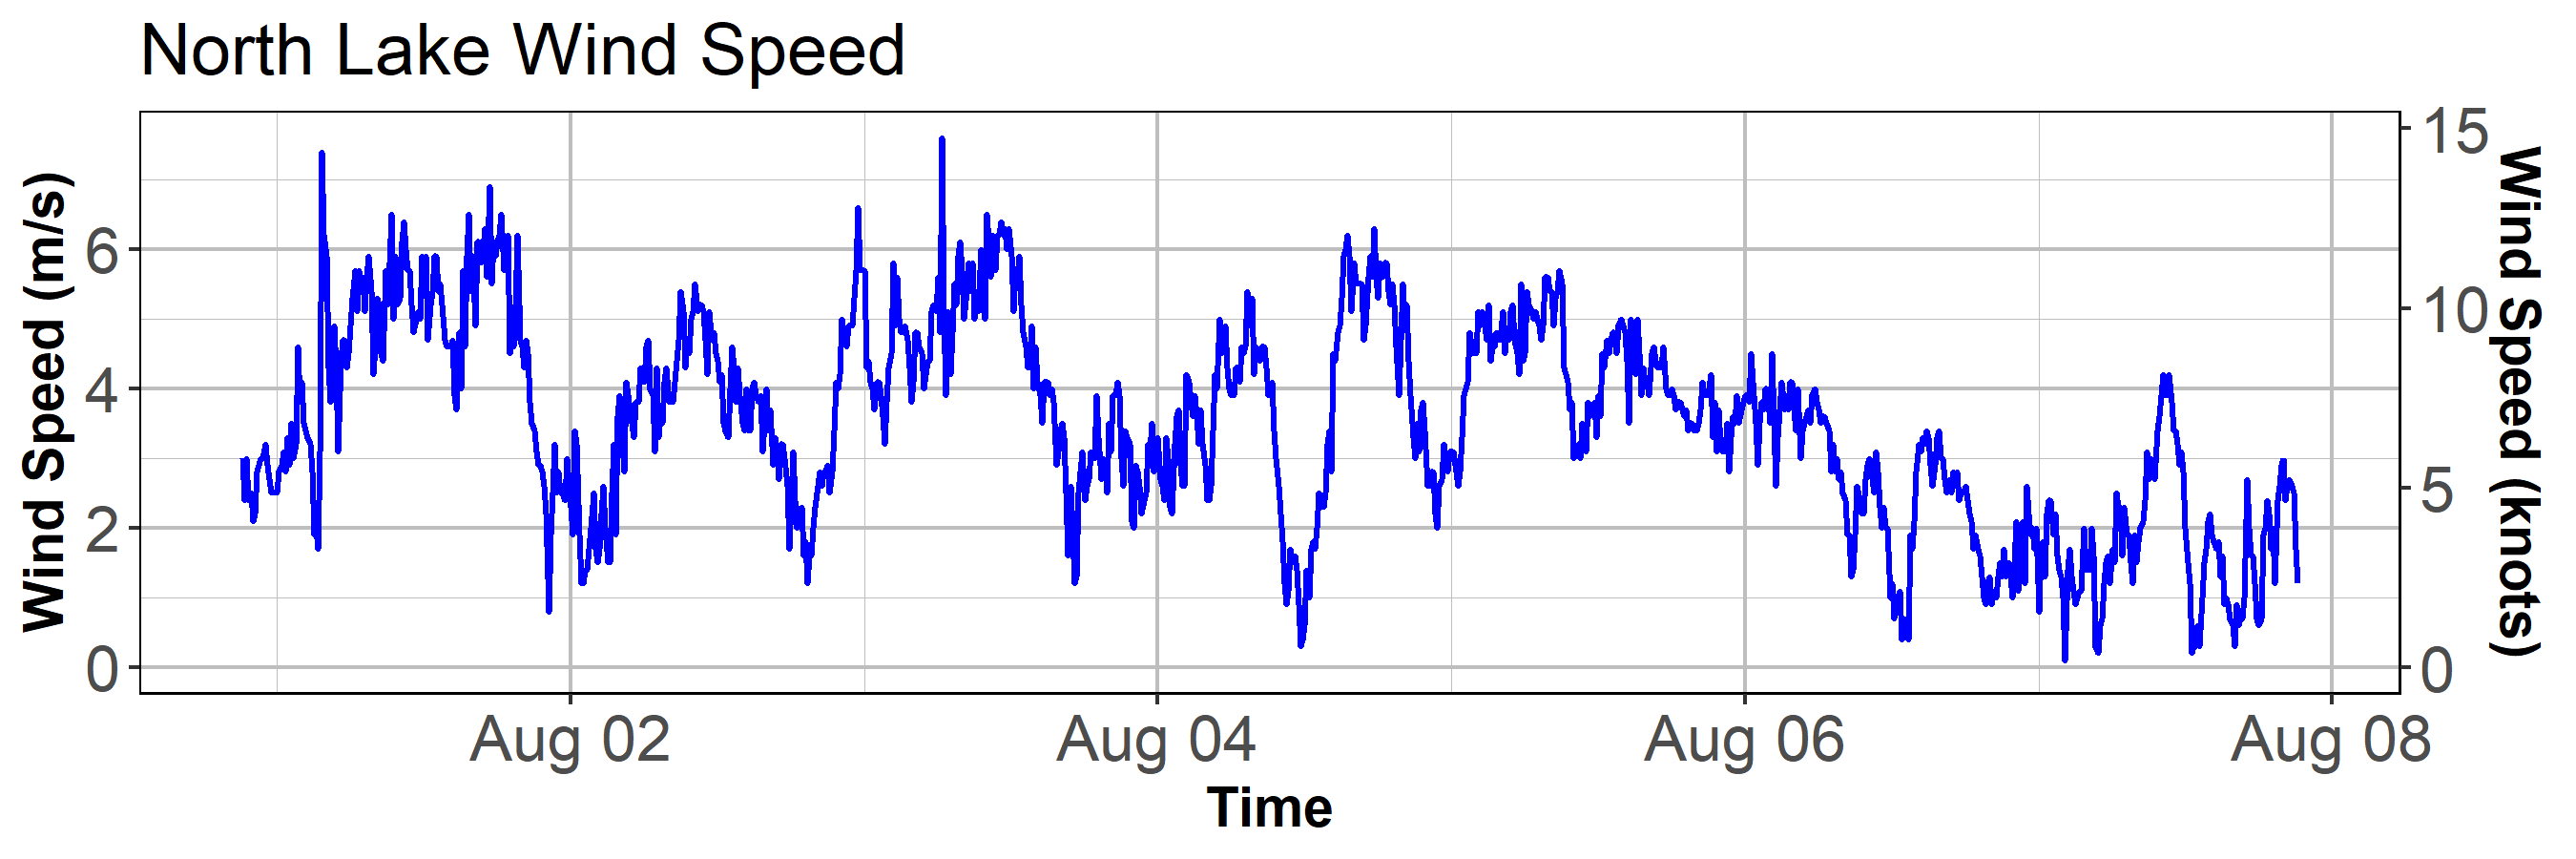 North Lake Wind Speed
Wind Speed (m/s)
6
4
2
0
15
10
5
0
Wind Speed (knots)
Aug 02
Aug 04
Aug 06
Aug 08
Time